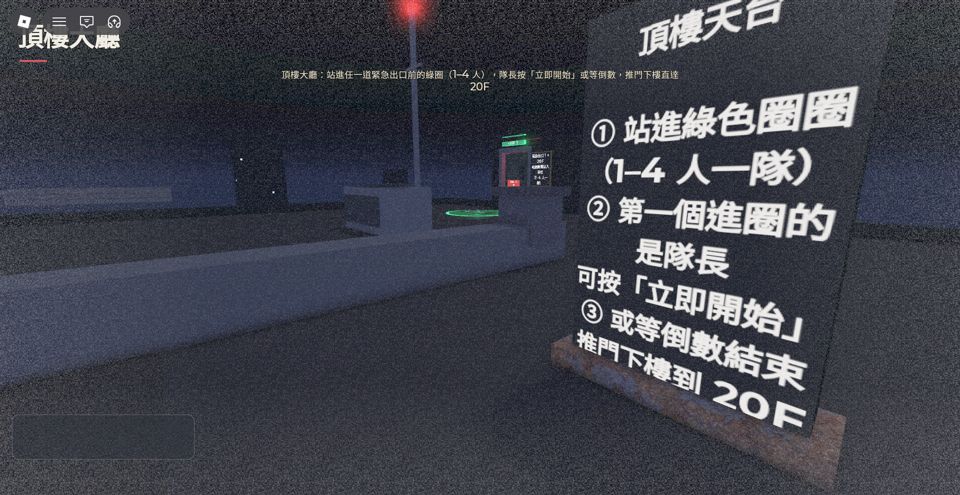 頂樓大廳
頂樓大廳：站進任一道緊急出口前的綠圈（1–4 人），隊長按「立即開始」或等倒數，推門下樓直達
20F
頂樓天台
① 站進綠色圈圈
（1–4 人一隊）
② 第一個進圈的
是隊長
可按「立即開始」
③ 或等倒數結束
推門下樓到 20F